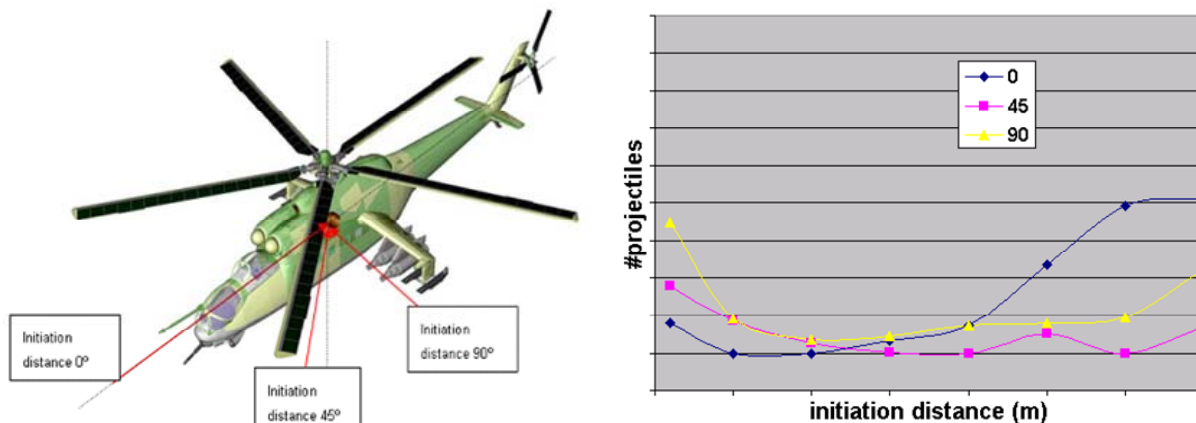 Initiation
distance 0º
Initiation
distance 45º
Initiation
distance 90º
#projectiles
0
45
90
initiation distance (m)